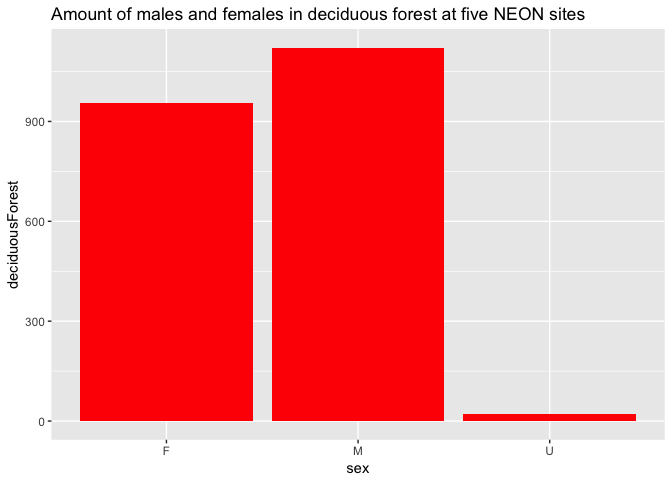 Amount of males and females in deciduous forest at five NEON sites
deciduousForest
900
600
300
0
F M U
sex